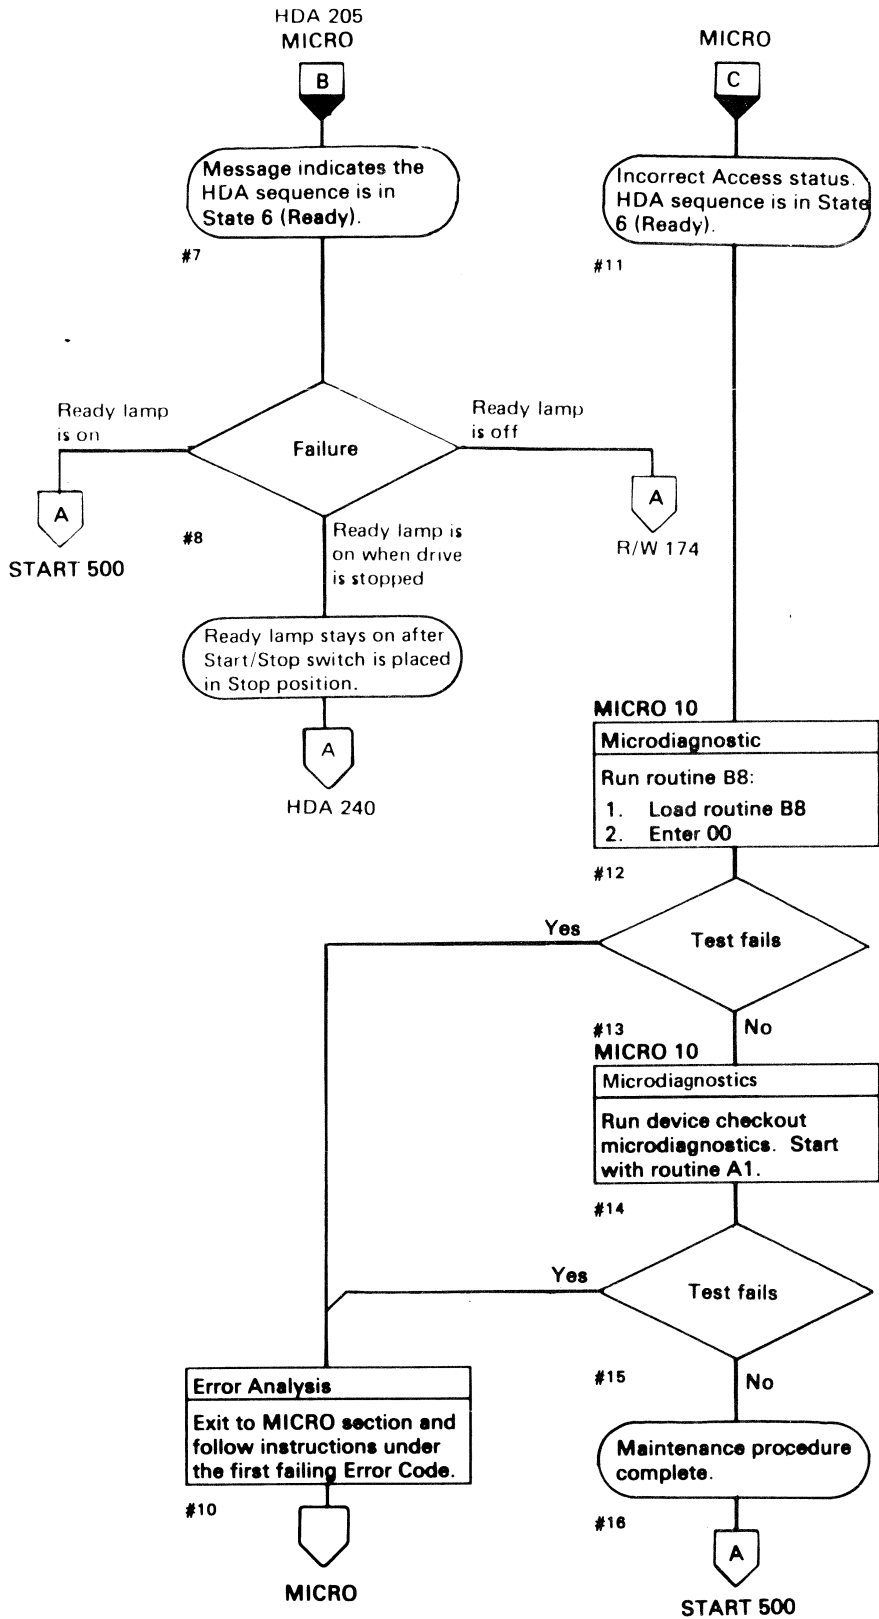 HDA 205
MICRO
B
Message indicates the
HDA sequence is in
State 6 (Ready).
#7
Ready lamp
is on
Failure
Ready lamp
is off
A
START 500
#8
A
R/W 174
Ready lamp is
on when drive
is stopped
Ready lamp stays on after
Start/Stop switch is placed
in Stop position.
A
HDA 240
MICRO
C
Incorrect Access status.
HDA sequence is in State
6 (Ready).
#11
MICRO 10
Microdiagnostic
Run routine B8:
1. Load routine B8
2. Enter 00
#12
Yes
Test fails
#13
No
MICRO 10
Microdiagnostics
Run device checkout
microdiagnostics. Start
with routine A1.
#14
Yes
Test fails
#15
No
Error Analysis
Exit to MICRO section and
follow instructions under
the first failing Error Code.
#10
MICRO
Maintenance procedure
complete.
#16
A
START 500